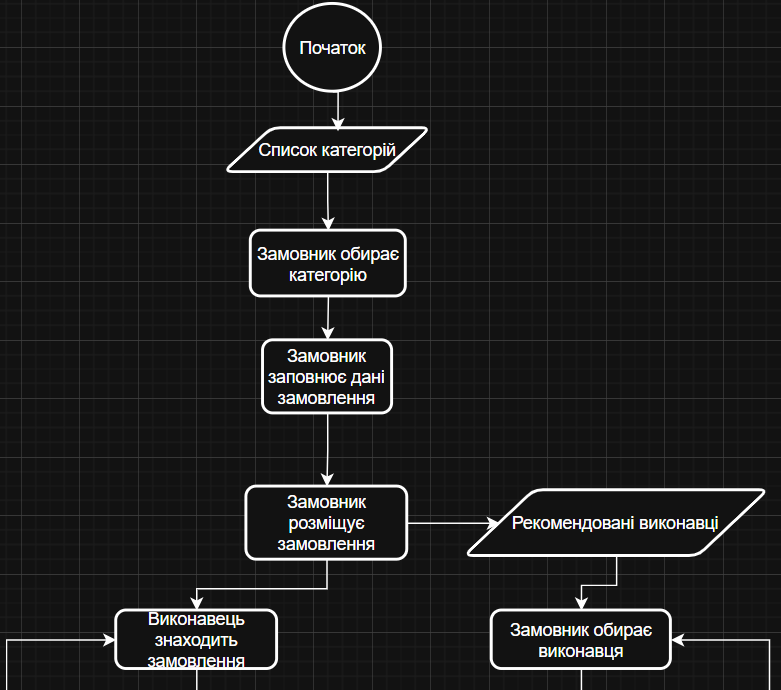 Початок
Список категорій
Замовник обирає
категорію
Замовник
заповнює дані
замовлення
Замовник
розміщує
замовлення
Рекомендовані виконавці
Виконавець
знаходить
замовлення
Замовник обирає
виконавця